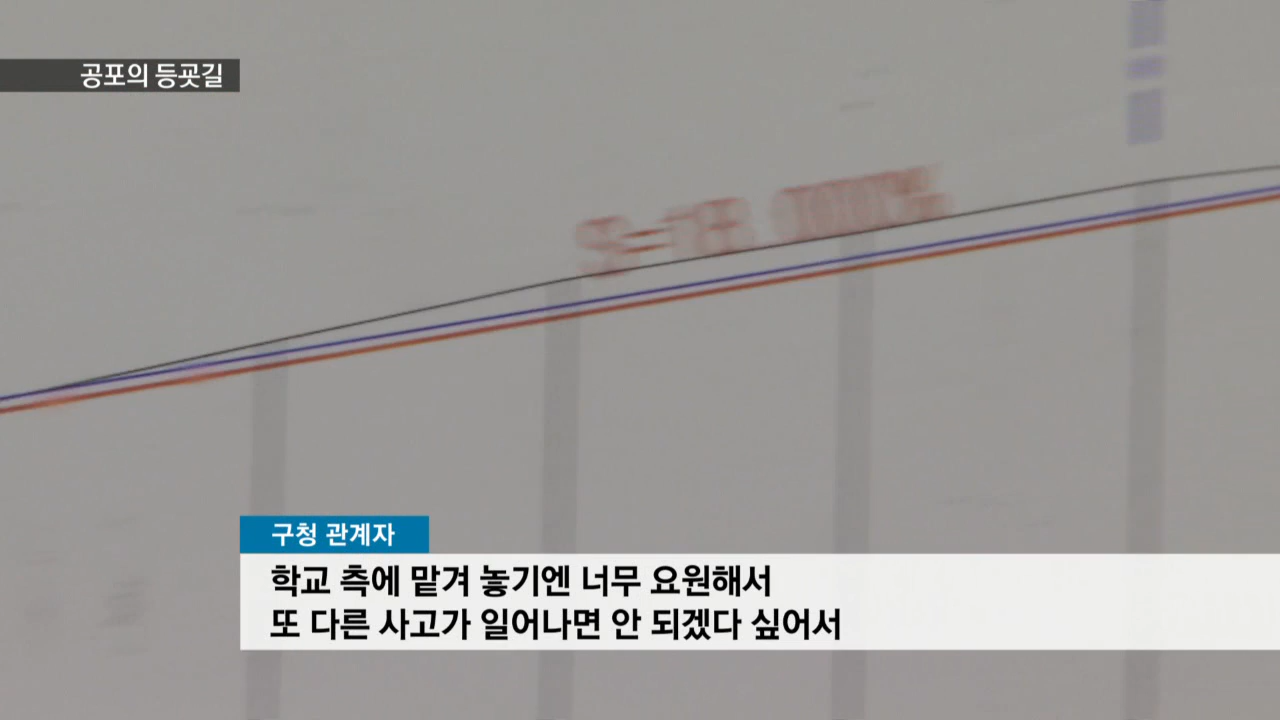 공포의 등굣길
구청 관계자
학교 측에 맡겨 놓기엔 너무 요원해서
또 다른 사고가 일어나면 안 되겠다 싶어서